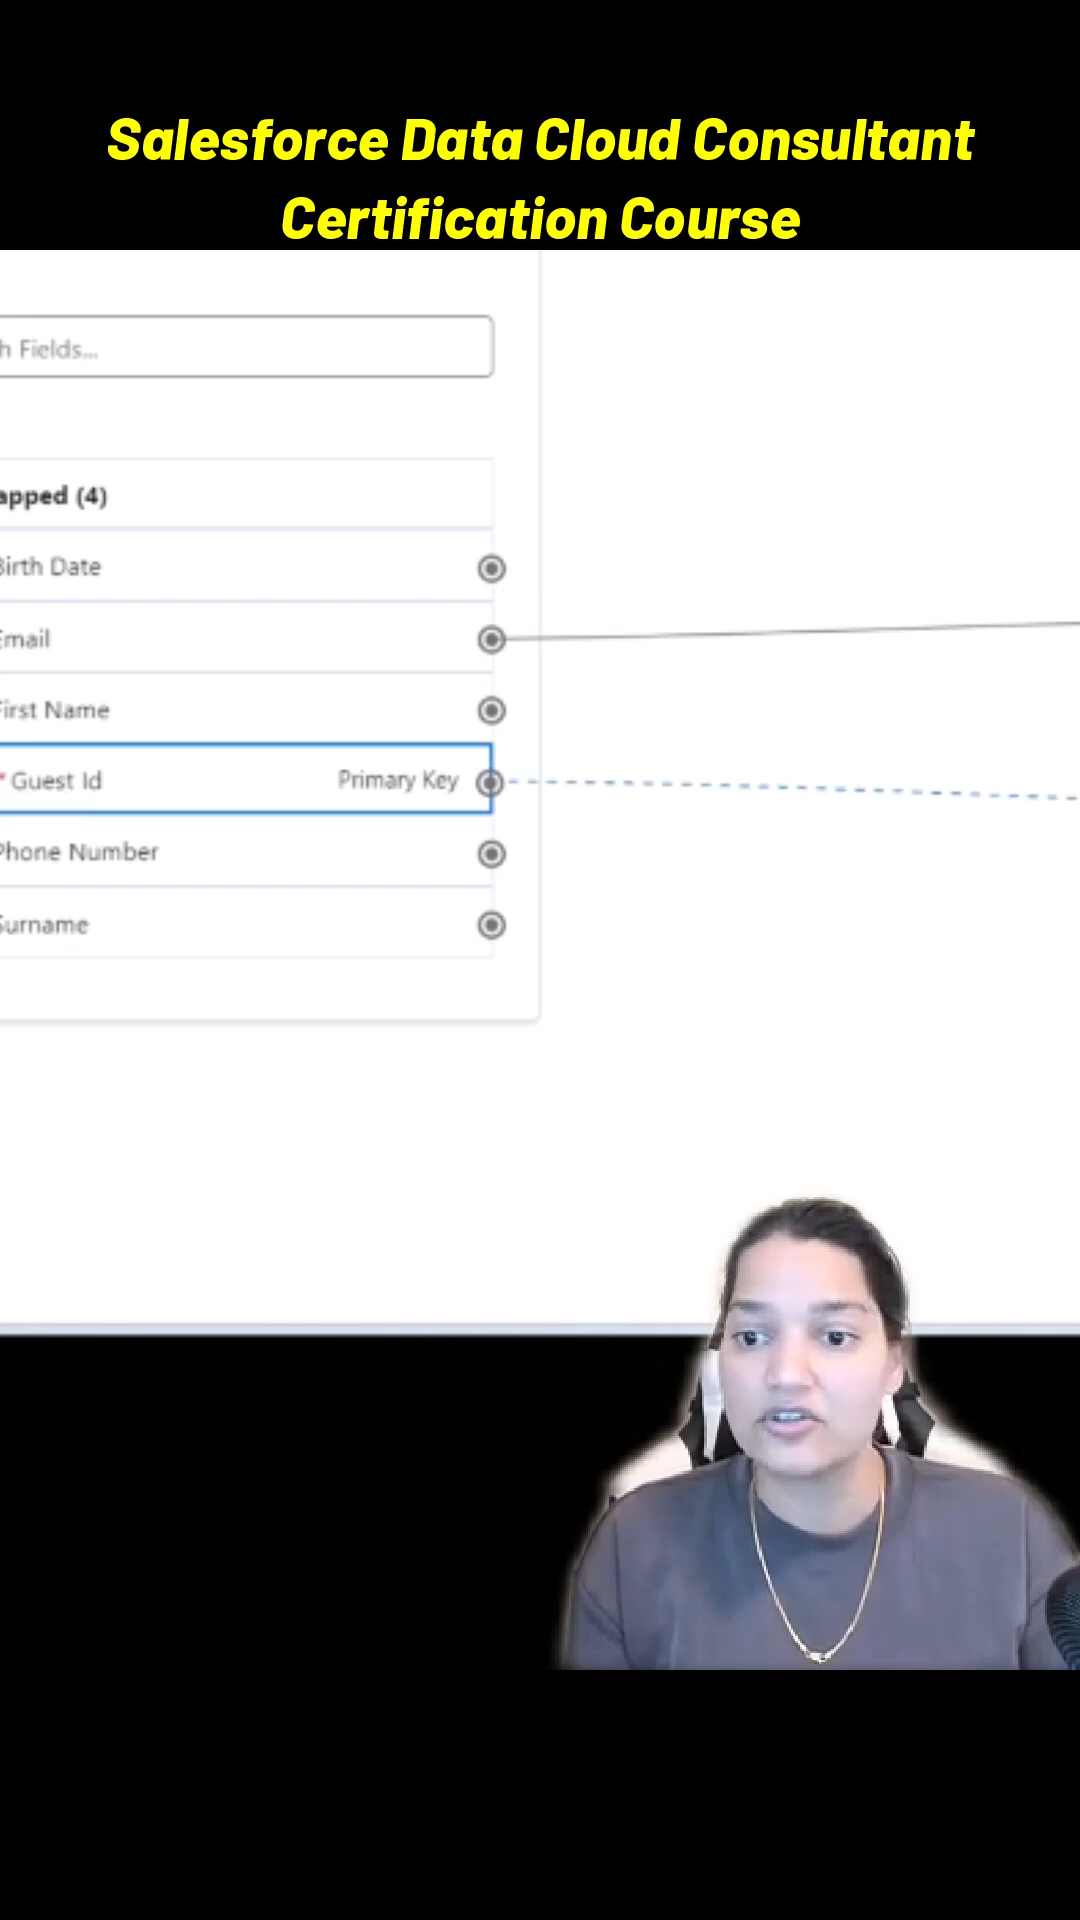 Salesforce Data Cloud Consultant
Certification Course
h Fields...
apped (4)
Birth Date
Email
First Name
* Guest Id Primary Key
Phone Number
Surname